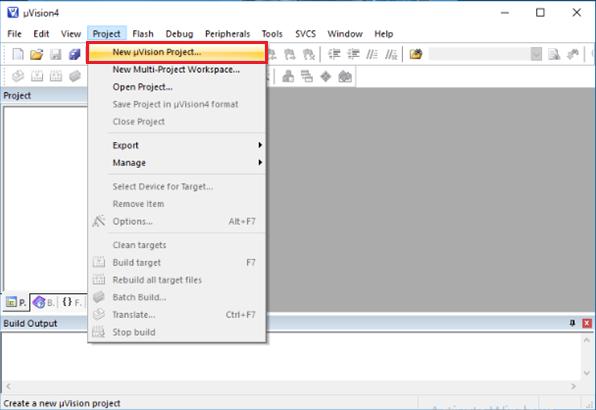 µVision4
File Edit View Project Flash Debug Peripherals Tools SVCS Window Help
New µVision Project...
New Multi-Project Workspace...
Open Project...
Save Project in µVision4 format
Close Project
Export
Manage
Select Device for Target...
Remove Item
Options... Alt+F7
Clean targets
Build target F7
Rebuild all target files
Batch Build...
Translate... Ctrl+F7
Stop build
Project
P. B. {} F.
Build Output
Create a new µVision project